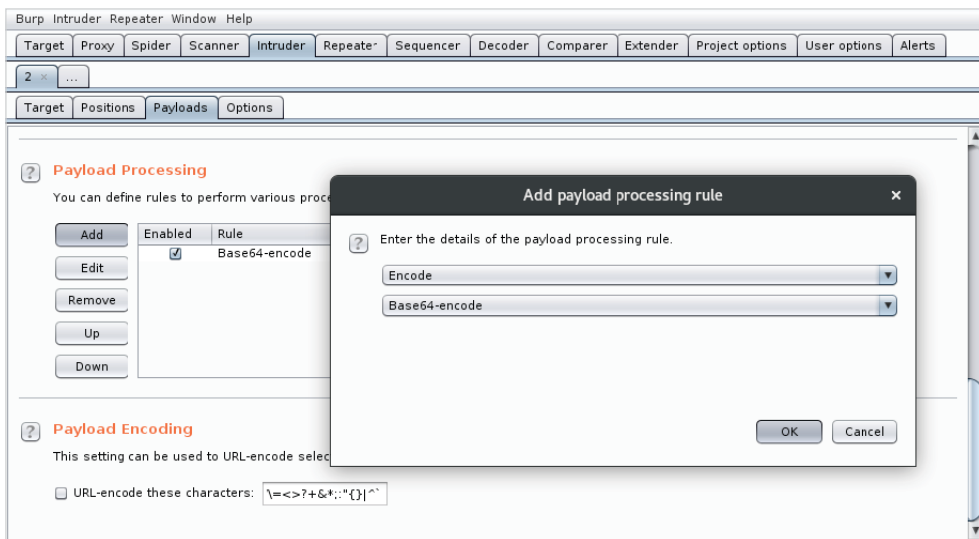 Burp Intruder Repeater Window Help
Target Proxy Spider Scanner Intruder Repeater Sequencer Decoder Comparer Extender Project options User options Alerts
2 × ...
Target Positions Payloads Options
? Payload Processing
You can define rules to perform various proce
Add
Edit
Remove
Up
Down
Enabled Rule
Base64-encode
Add payload processing rule ×
? Enter the details of the payload processing rule.
Encode
Base64-encode
OK Cancel
? Payload Encoding
This setting can be used to URL-encode selec
URL-encode these characters: \=<>?+&*;:"{}|^`